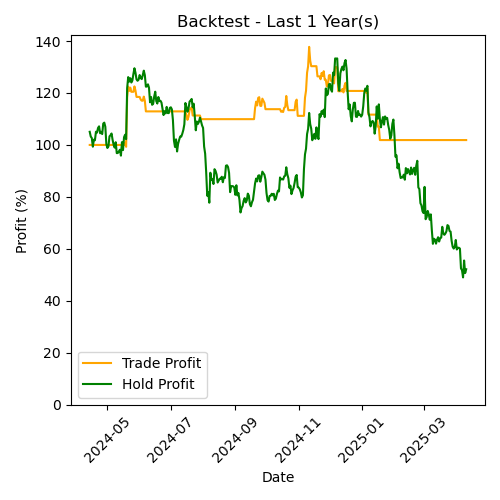 Backtest - Last 1 Year(s)
Profit (%)
140
120
100
80
60
40
20
0
Trade Profit
Hold Profit
2024-05
2024-07
2024-09
2024-11
2025-01
2025-03
Date